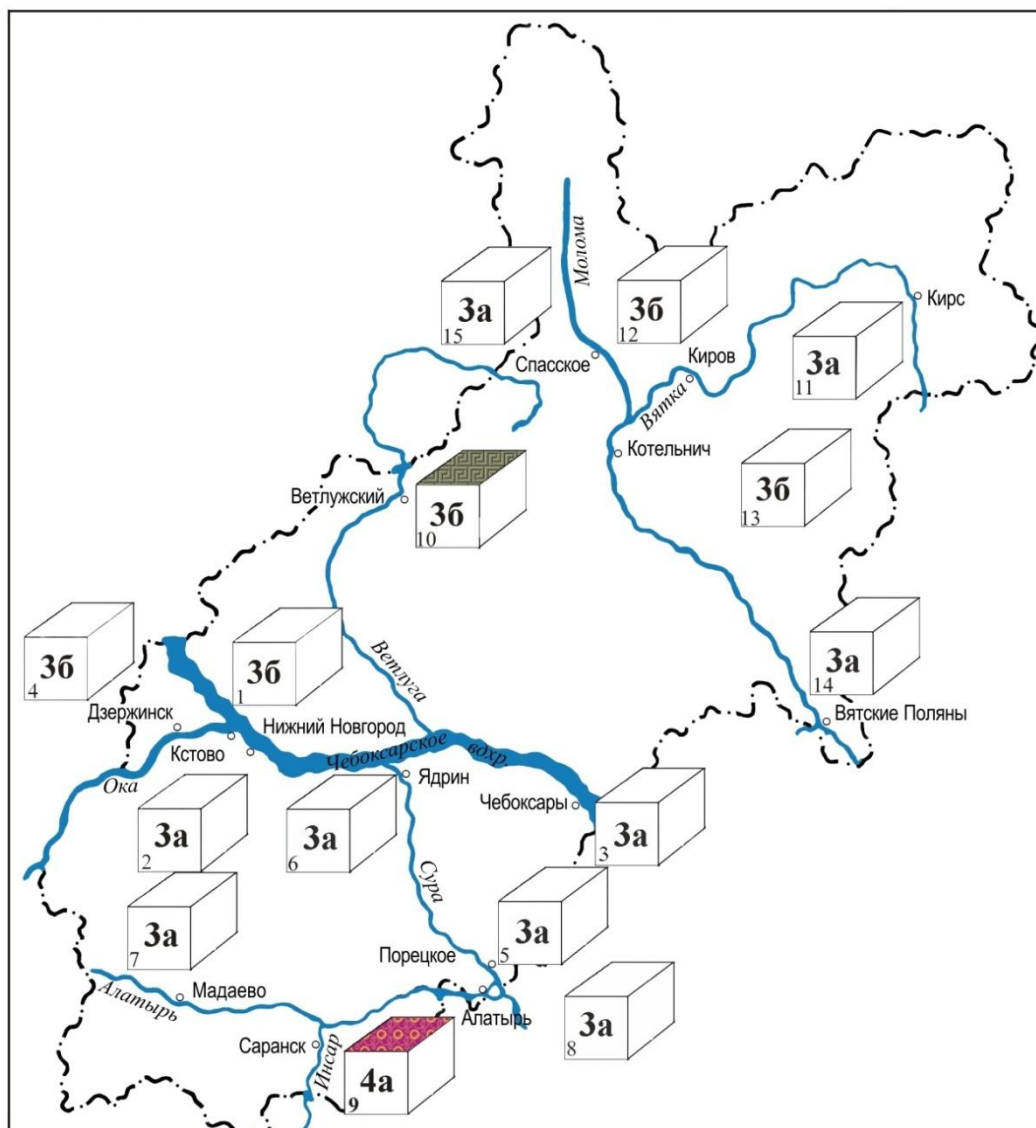 Молома
3а
15
3б
12
Кирс
3а
11
Киров
Спасское
Вятка
Котельнич
3б
13
Ветлужский
3б
10
3б
4
3б
1
Ветлуга
3а
14
Вятские Поляны
Дзержинск
Нижний Новгород
Кстово
Чебоксарское вдхр.
Ядрин
Ока
Чебоксары
3а
2
3а
6
3а
3
Сура
3а
7
3а
5
Порецкое
Алатырь
Мадаево
Алатырь
3а
8
Саранск
Инсар
4а
9